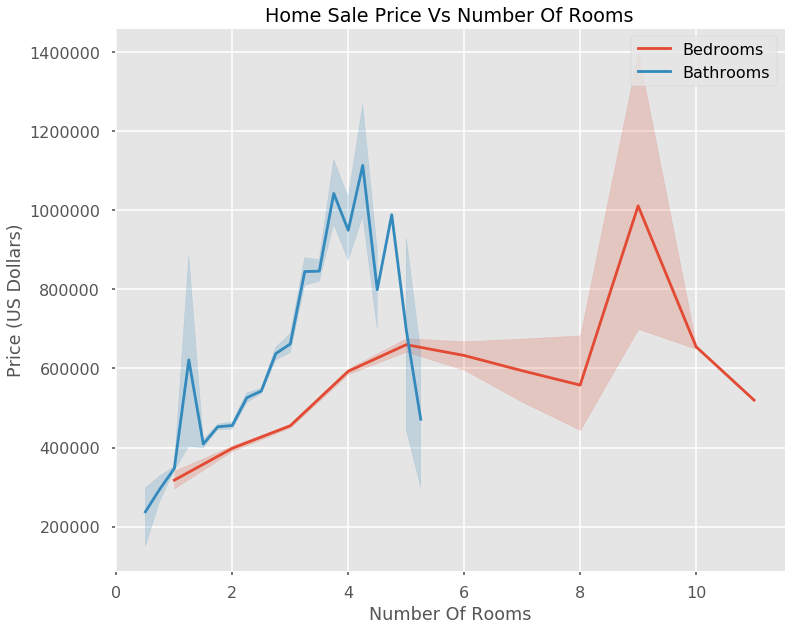 Home Sale Price Vs Number Of Rooms
Bedrooms
Bathrooms
Price (US Dollars)
1400000
1200000
1000000
800000
600000
400000
200000
0 2 4 6 8 10
Number Of Rooms